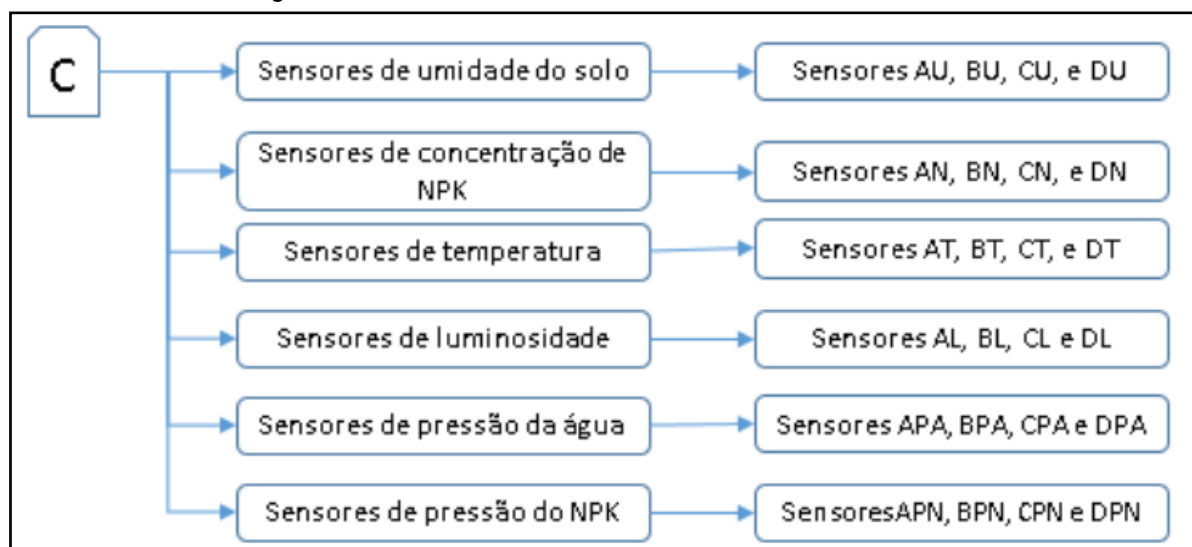 C
Sensores de umidade do solo
Sensores AU, BU, CU, e DU
Sensores de concentração de
NPK
Sensores AN, BN, CN, e DN
Sensores de temperatura
Sensores AT, BT, CT, e DT
Sensores de luminosidade
Sensores AL, BL, CL e DL
Sensores de pressão da água
Sensores APA, BPA, CPA e DPA
Sensores de pressão do NPK
SensoresAPN, BPN, CPN e DPN